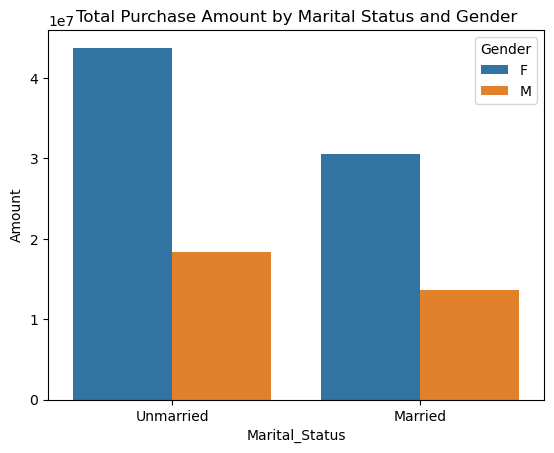 Total Purchase Amount by Marital Status and Gender
1e7
Gender
F
M
4
3
2
1
0
Amount
Unmarried
Married
Marital_Status